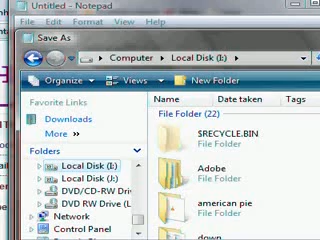 Untitled - Notepad
File Edit Format View Help
Save As
Computer Local Disk (I:)
Organize Views New Folder
Favorite Links
Name Date taken Tags
File Folder (22)
Downloads
$RECYCLE.BIN
File Folder
More »
Folders
Local Disk (I:)
Adobe
File Folder
Local Disk (J:)
DVD/CD-RW Driv
DVD RW Drive (L
american pie
File Folder
Network
Control Panel
down